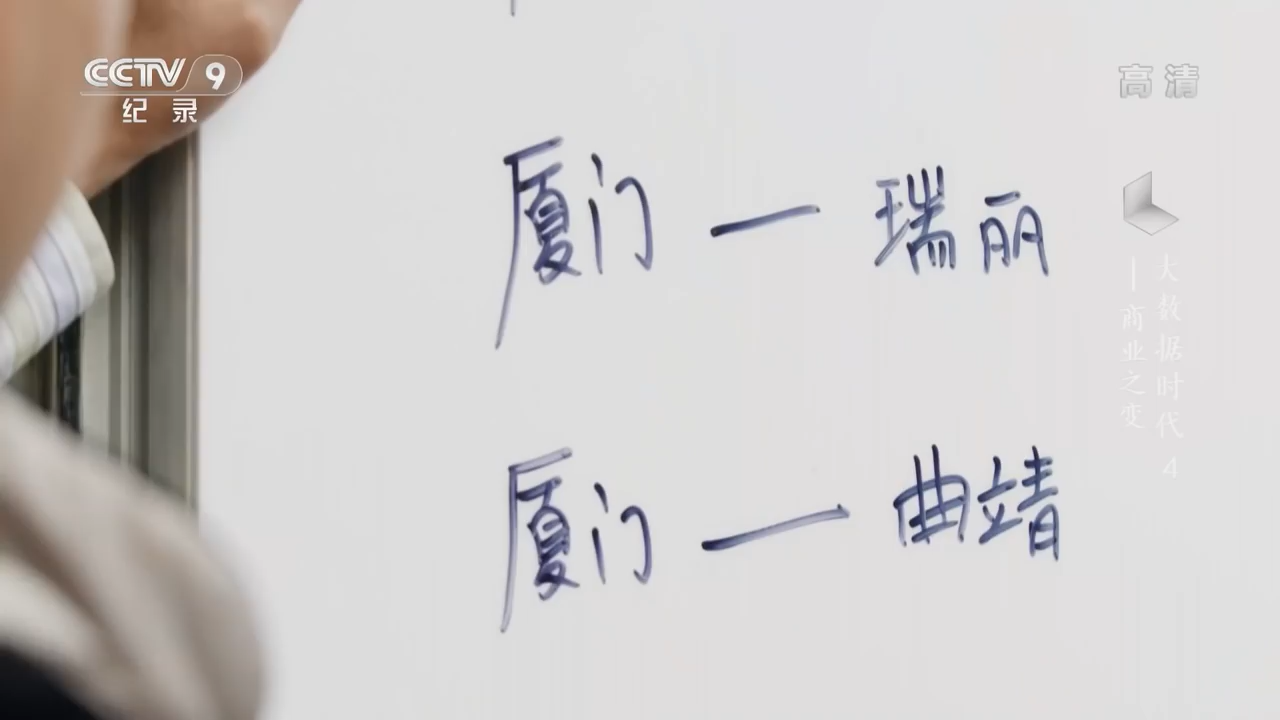 CCTV 9
纪录
高清
厦门 — 瑞丽
厦门 — 曲靖
大数据时代 4
—商业之变